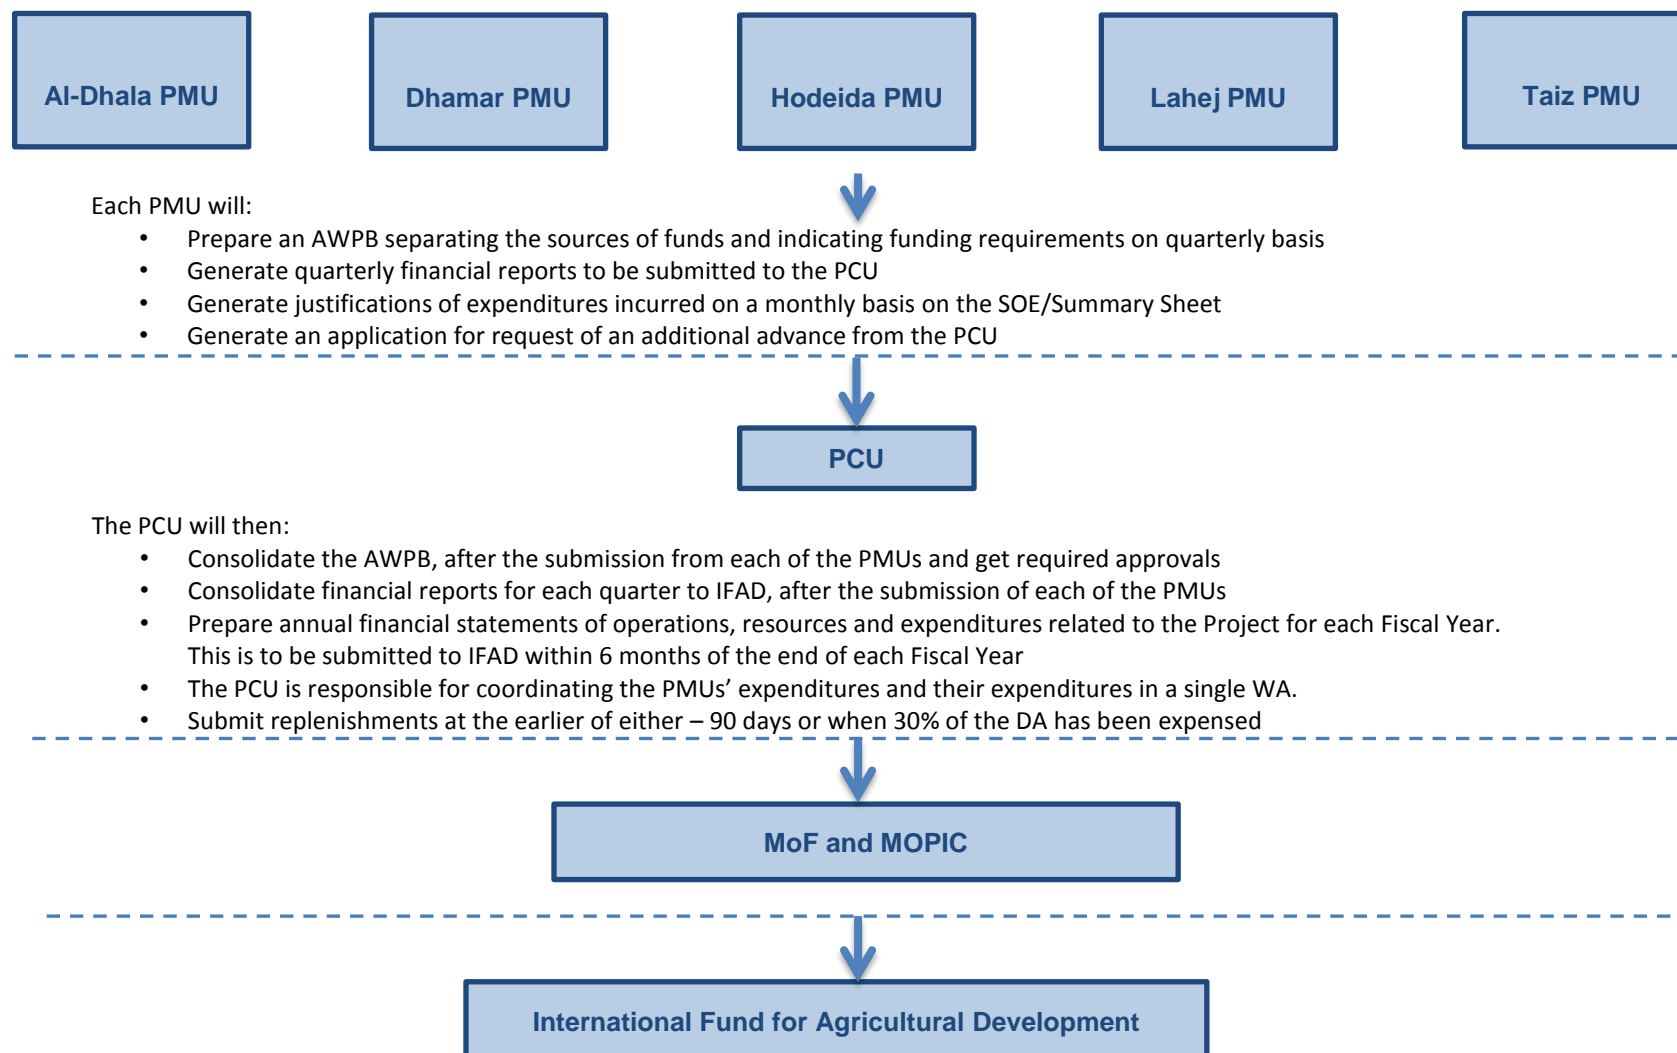 Al-Dhala PMU
Dhamar PMU
Hodeida PMU
Lahej PMU
Taiz PMU
Each PMU will:
• Prepare an AWPB separating the sources of funds and indicating funding requirements on quarterly basis
• Generate quarterly financial reports to be submitted to the PCU
• Generate justifications of expenditures incurred on a monthly basis on the SOE/Summary Sheet
• Generate an application for request of an additional advance from the PCU
PCU
The PCU will then:
• Consolidate the AWPB, after the submission from each of the PMUs and get required approvals
• Consolidate financial reports for each quarter to IFAD, after the submission of each of the PMUs
• Prepare annual financial statements of operations, resources and expenditures related to the Project for each Fiscal Year.
This is to be submitted to IFAD within 6 months of the end of each Fiscal Year
• The PCU is responsible for coordinating the PMUs’ expenditures and their expenditures in a single WA.
• Submit replenishments at the earlier of either – 90 days or when 30% of the DA has been expensed
MoF and MOPIC
International Fund for Agricultural Development